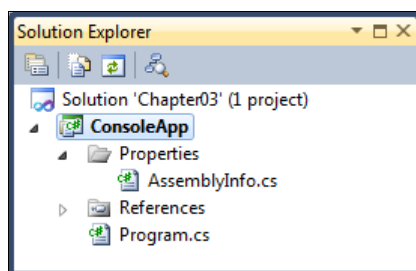 Solution Explorer
Solution 'Chapter03' (1 project)
ConsoleApp
Properties
AssemblyInfo.cs
References
Program.cs